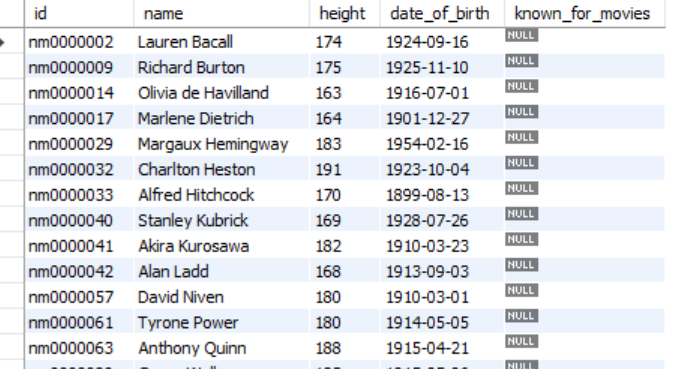 id name height date_of_birth known_for_movies
nm0000002 Lauren Bacall 174 1924-09-16 NULL
nm0000009 Richard Burton 175 1925-11-10 NULL
nm0000014 Olivia de Havilland 163 1916-07-01 NULL
nm0000017 Marlene Dietrich 164 1901-12-27 NULL
nm0000029 Margaux Hemingway 183 1954-02-16 NULL
nm0000032 Charlton Heston 191 1923-10-04 NULL
nm0000033 Alfred Hitchcock 170 1899-08-13 NULL
nm0000040 Stanley Kubrick 169 1928-07-26 NULL
nm0000041 Akira Kurosawa 182 1910-03-23 NULL
nm0000042 Alan Ladd 168 1913-09-03 NULL
nm0000057 David Niven 180 1910-03-01 NULL
nm0000061 Tyrone Power 180 1914-05-05 NULL
nm0000063 Anthony Quinn 188 1915-04-21 NULL
NULL